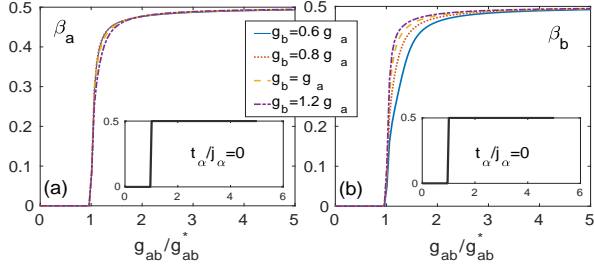 0.5
0.4
0.3
0.2
0.1
0
β_a
0.5
0
0 2 4 6
t_α/j_α=0
(a)
0 1 2 3 4 5
g_ab/g*_ab
g_b=0.6 g_a
g_b=0.8 g_a
g_b= g_a
g_b=1.2 g_a
0.5
0.4
0.3
0.2
0.1
0
β_b
0.5
0
0 2 4 6
t_α/j_α=0
(b)
0 1 2 3 4 5
g_ab/g*_ab